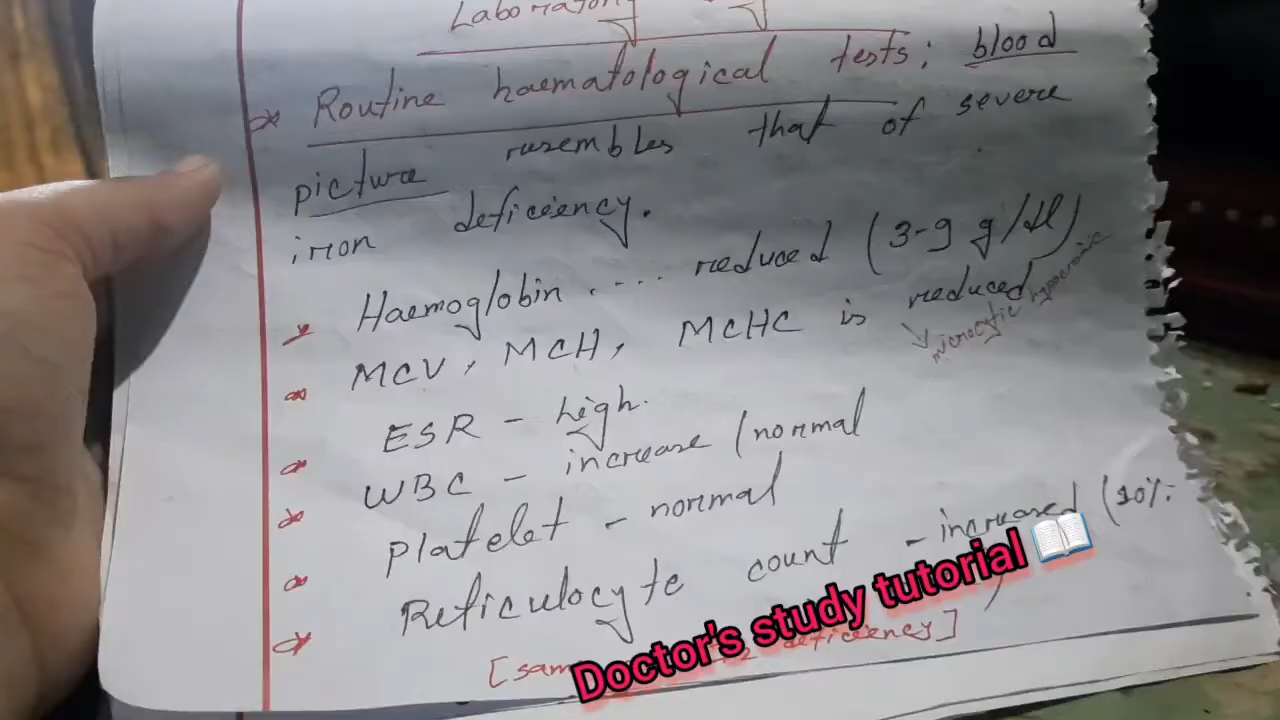 Laboratory
* Routine haematological tests: blood
picture resembles that of severe
iron deficiency.
* Haemoglobin .... reduced (3-9 g/dl)
* MCV, MCH, MCHC is reduced
microcytic hypocromic
* ESR - high.
* WBC - increase / normal
* Platelet - normal
* Reticulocyte count - increased (10%
)
deficiency]
Doctor's study tutorial 📖